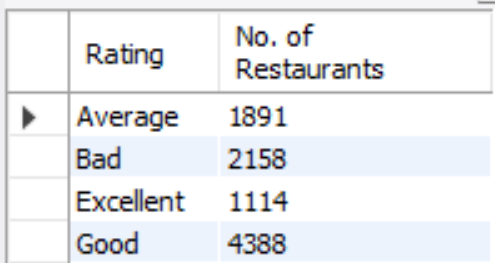 Rating No. of
Restaurants
Average 1891
Bad 2158
Excellent 1114
Good 4388